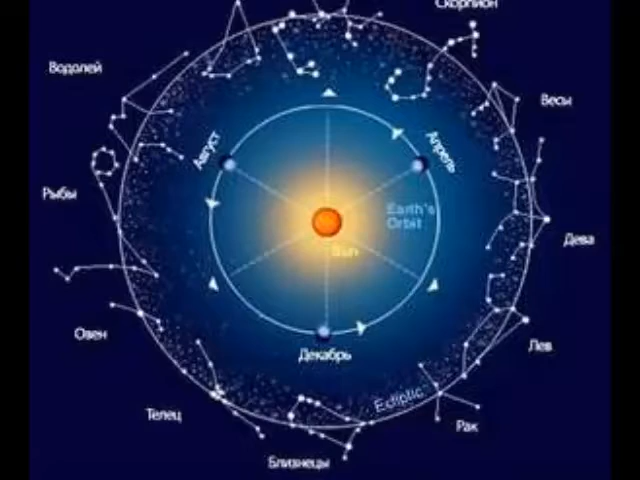 Скорпион
Водолей
Весы
Август
Апрель
Рыбы
Earth's
Orbit
Дева
Sun
Овен
Декабрь
Лев
Ecliptic
Телец
Рак
Близнецы